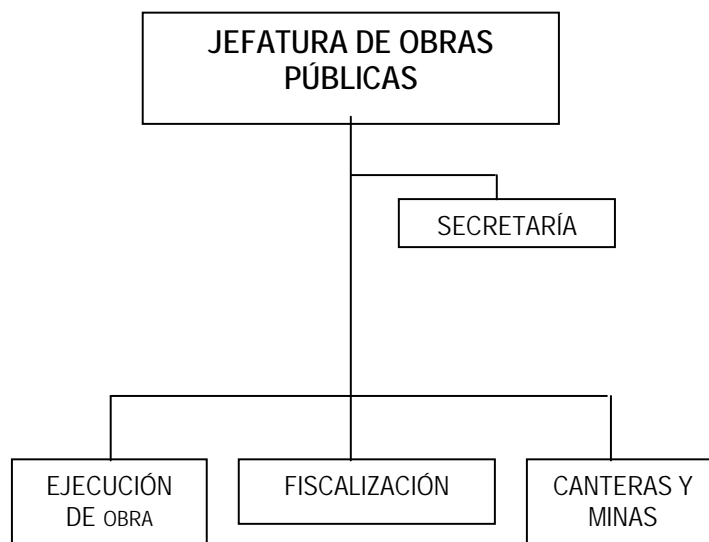 JEFATURA DE OBRAS
PÚBLICAS
SECRETARÍA
EJECUCIÓN
DE OBRA
FISCALIZACIÓN
CANTERAS Y
MINAS